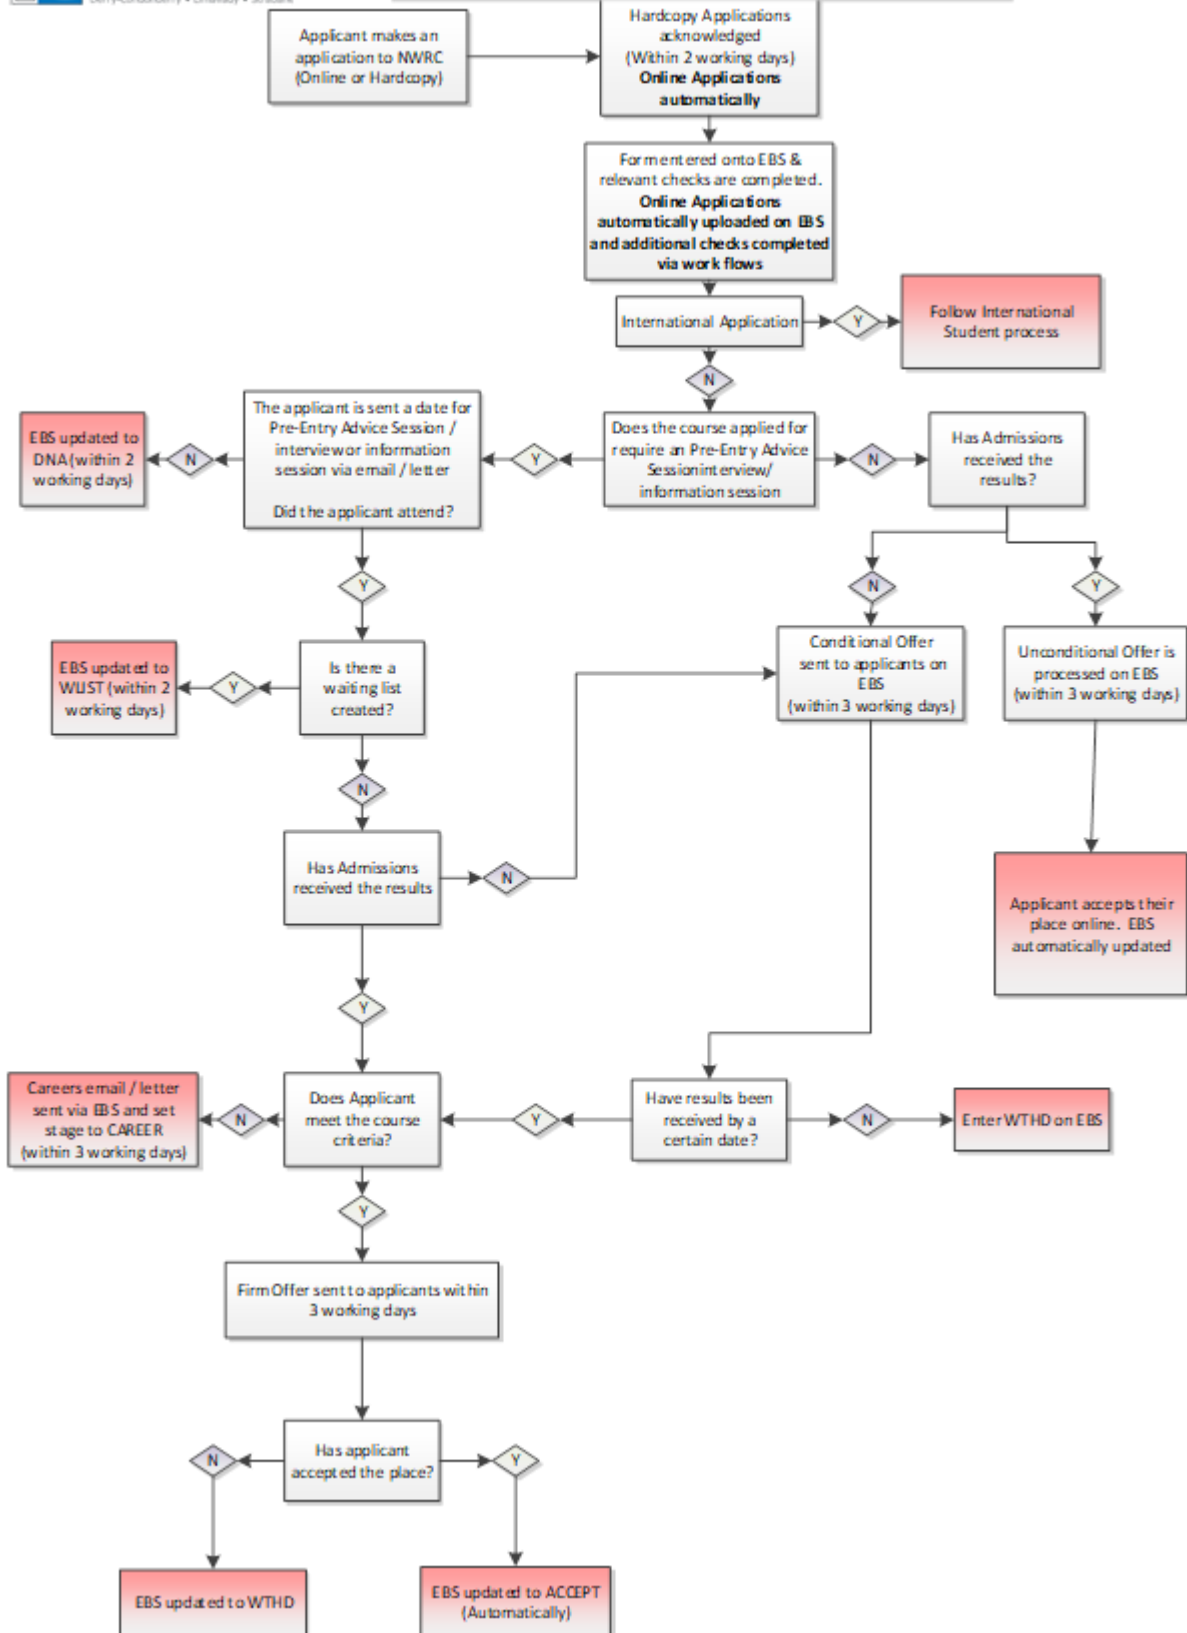 Derry-Londonderry • Limavady • Strabane
Applicant makes an
application to NWRC
(Online or Hardcopy)
Hardcopy Applications
acknowledged
(Within 2 working days)
Online Applications
automatically
Form entered onto EBS &
relevant checks are completed.
Online Applications
automatically uploaded on EBS
and additional checks completed
via work flows
International Application
Y
Follow International
Student process
N
The applicant is sent a date for
Pre-Entry Advice Session /
interview or information
session via email / letter
Did the applicant attend?
N
EBS updated to
DNA (within 2
working days)
Y
Does the course applied for
require an Pre-Entry Advice
Session interview/
information session
N
Has Admissions
received the
results?
Y
N
Y
EBS updated to
WLIST (within 2
working days)
Y
Is there a
waiting list
created?
Conditional Offer
sent to applicants on
EBS
(within 3 working days)
Unconditional Offer is
processed on EBS
(within 3 working days)
N
Has Admissions
received the results
N
Applicant accepts their
place online. EBS
automatically updated
Y
Careers email / letter
sent via EBS and set
stage to CAREER
(within 3 working days)
N
Does Applicant
meet the course
criteria?
Y
Have results been
received by a
certain date?
N
Enter WTHD on EBS
Y
Firm Offer sent to applicants within
3 working days
N
Has applicant
accepted the place?
Y
EBS updated to WTHD
EBS updated to ACCEPT
(Automatically)